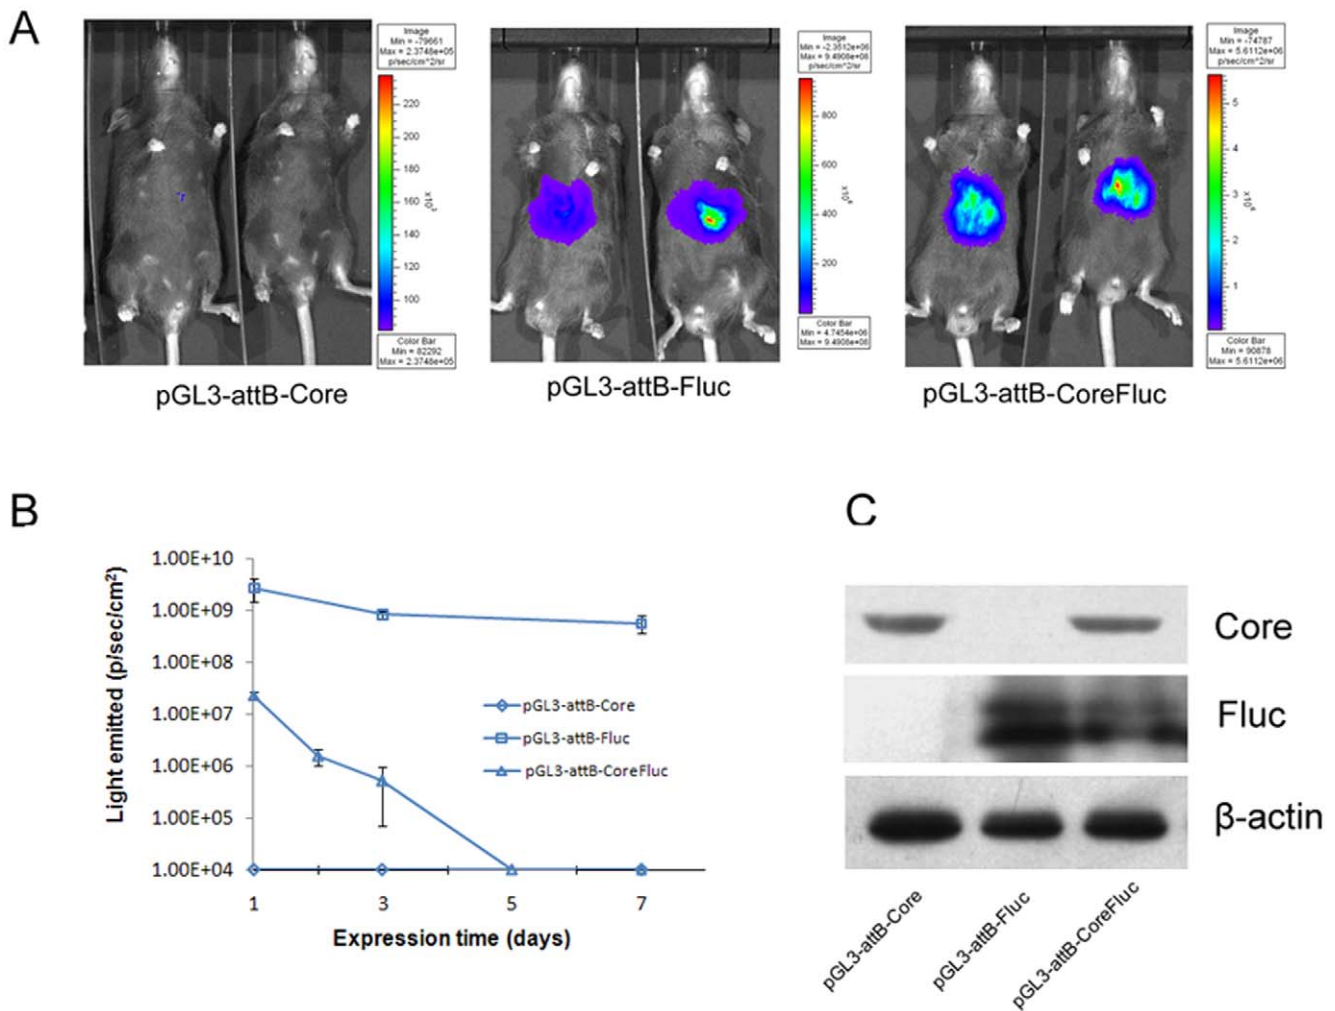 A
Image
Min = -79661
Max = 2.3748e+05
p/sec/cm^2/sr
220
200
180
160
140
120
100
x10³
Color Bar
Min = 82292
Max = 2.3748e+05
pGL3-attB-Core
Image
Min = -2.3512e+06
Max = 9.4908e+08
p/sec/cm^2/sr
800
600
400
200
Color Bar
Min = 4.7454e+06
Max = 9.4908e+08
pGL3-attB-Fluc
Image
Min = -74787
Max = 5.6112e+06
p/sec/cm^2/sr
5
4
3
2
1
Color Bar
Min = 90878
Max = 5.6112e+06
pGL3-attB-CoreFluc
B
Light emitted (p/sec/cm²)
1.00E+10
1.00E+09
1.00E+08
1.00E+07
1.00E+06
1.00E+05
1.00E+04
1 3 5 7
Expression time (days)
pGL3-attB-Core
pGL3-attB-Fluc
pGL3-attB-CoreFluc
C
Core
Fluc
β-actin
pGL3-attB-Core
pGL3-attB-Fluc
pGL3-attB-CoreFluc